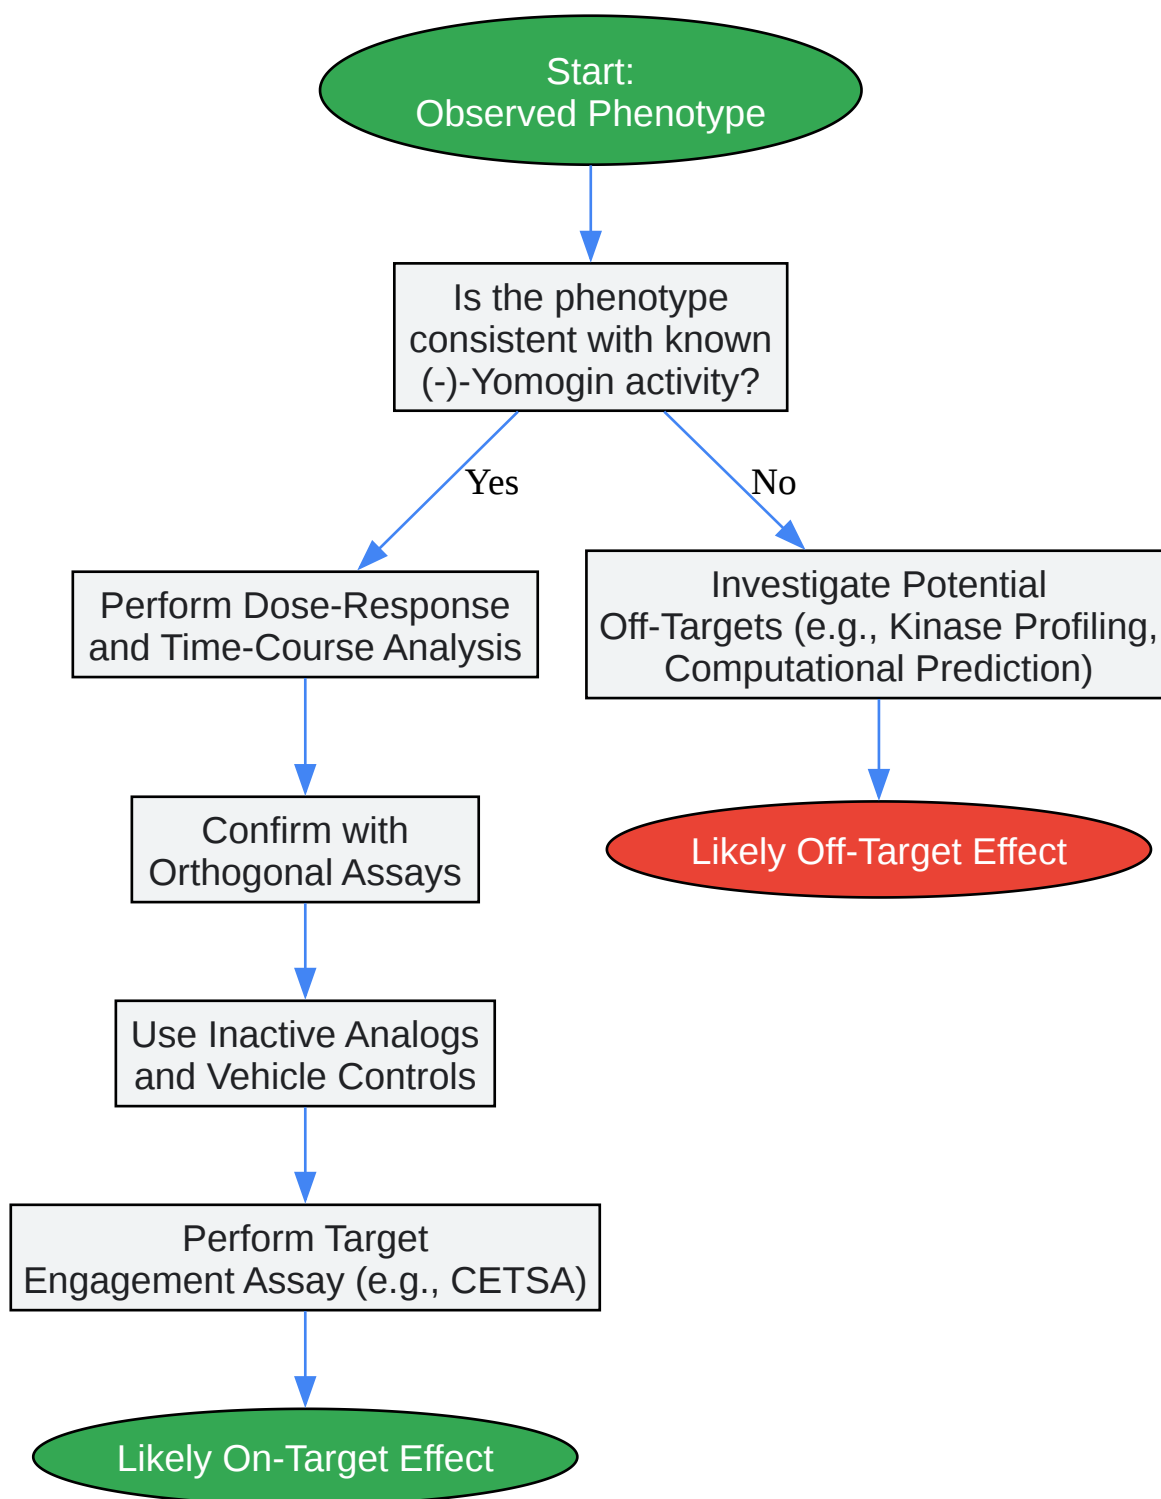 Start:
Observed Phenotype
Is the phenotype
consistent with known
(-)-Yomogin activity?
Yes
No
Perform Dose-Response
and Time-Course Analysis
Investigate Potential
Off-Targets (e.g., Kinase Profiling,
Computational Prediction)
Confirm with
Orthogonal Assays
Likely Off-Target Effect
Use Inactive Analogs
and Vehicle Controls
Perform Target
Engagement Assay (e.g., CETSA)
Likely On-Target Effect